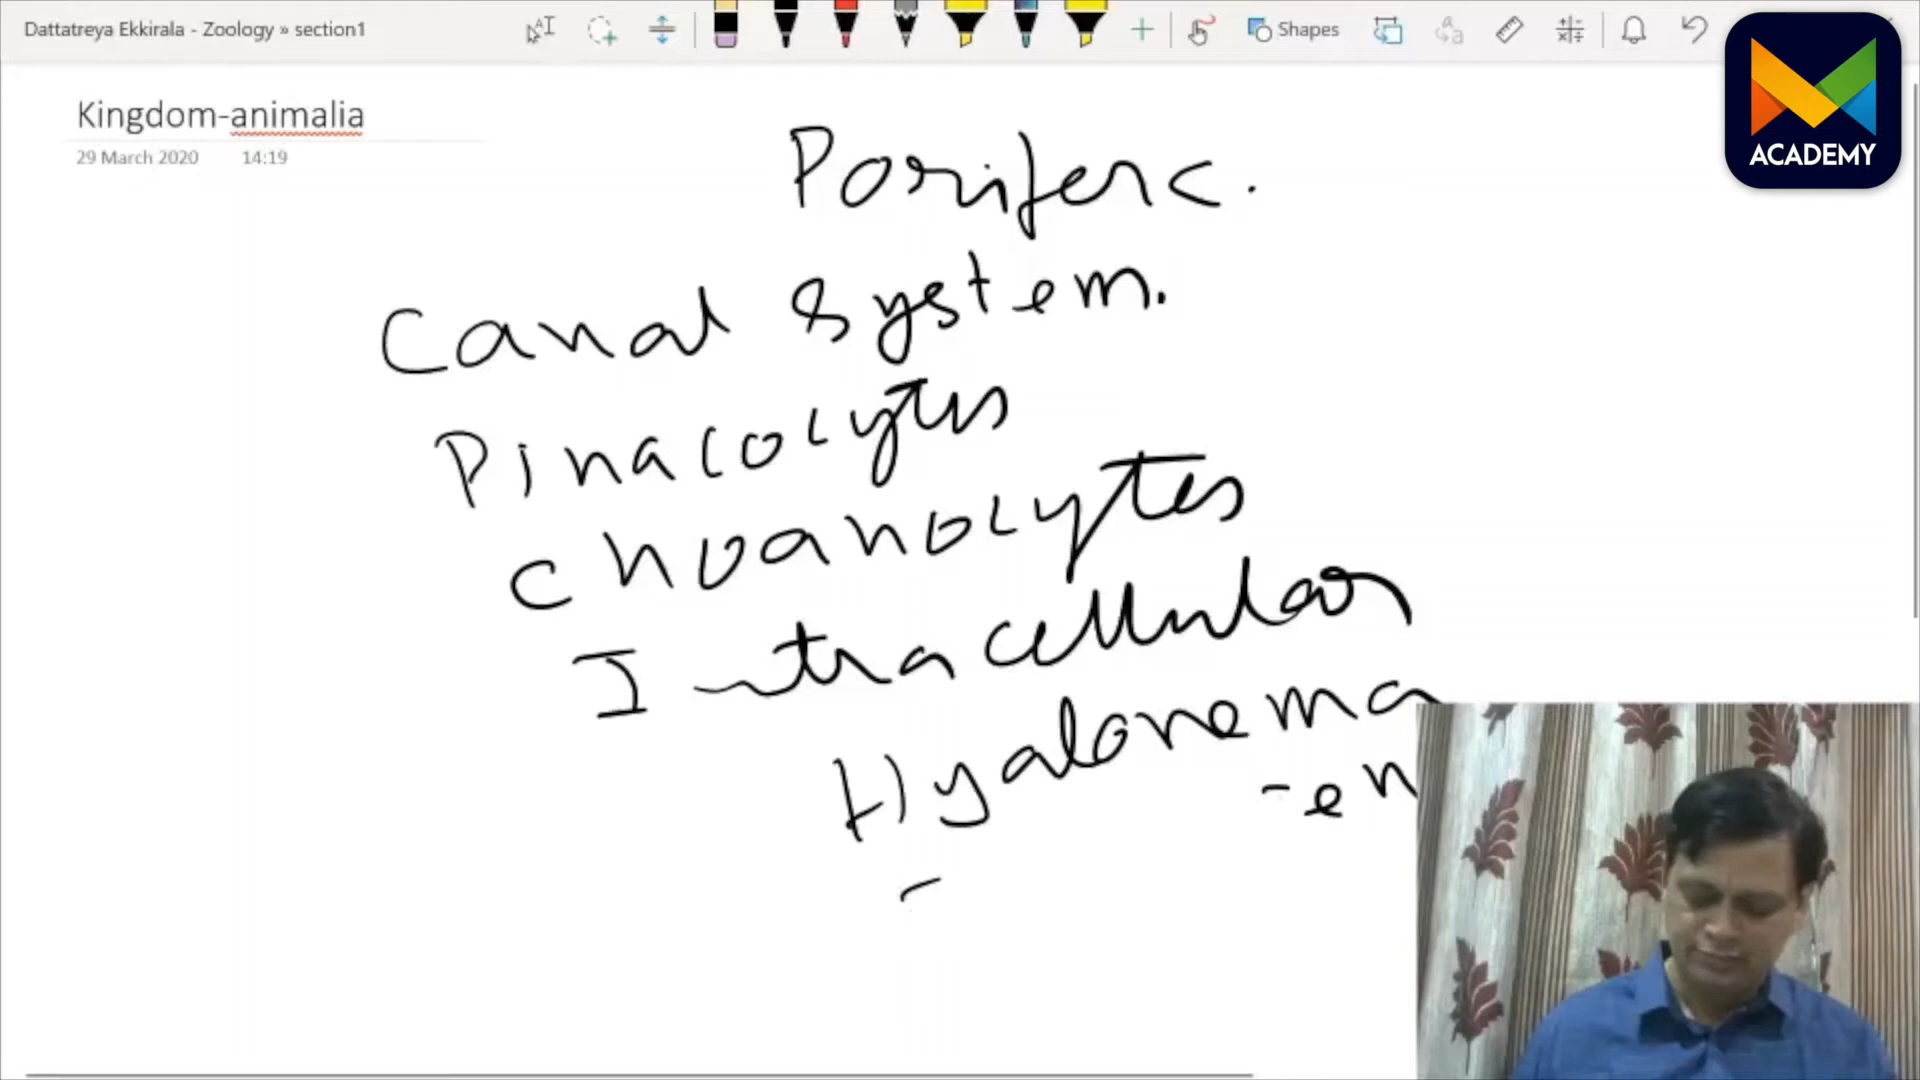 Dattatreya Ekkirala - Zoology » section1
Shapes
ACADEMY
Kingdom-animalia
29 March 2020 14:19
Porifera.
Canal System.
Pinacocytes
Choanocytes
Intracellular
Hyalonema
-en